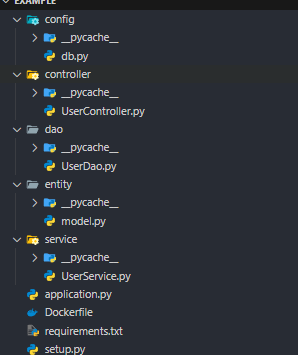 EXAMPLE
config
__pycache__
db.py
controller
__pycache__
UserController.py
dao
__pycache__
UserDao.py
entity
__pycache__
model.py
service
__pycache__
UserService.py
application.py
Dockerfile
requirements.txt
setup.py